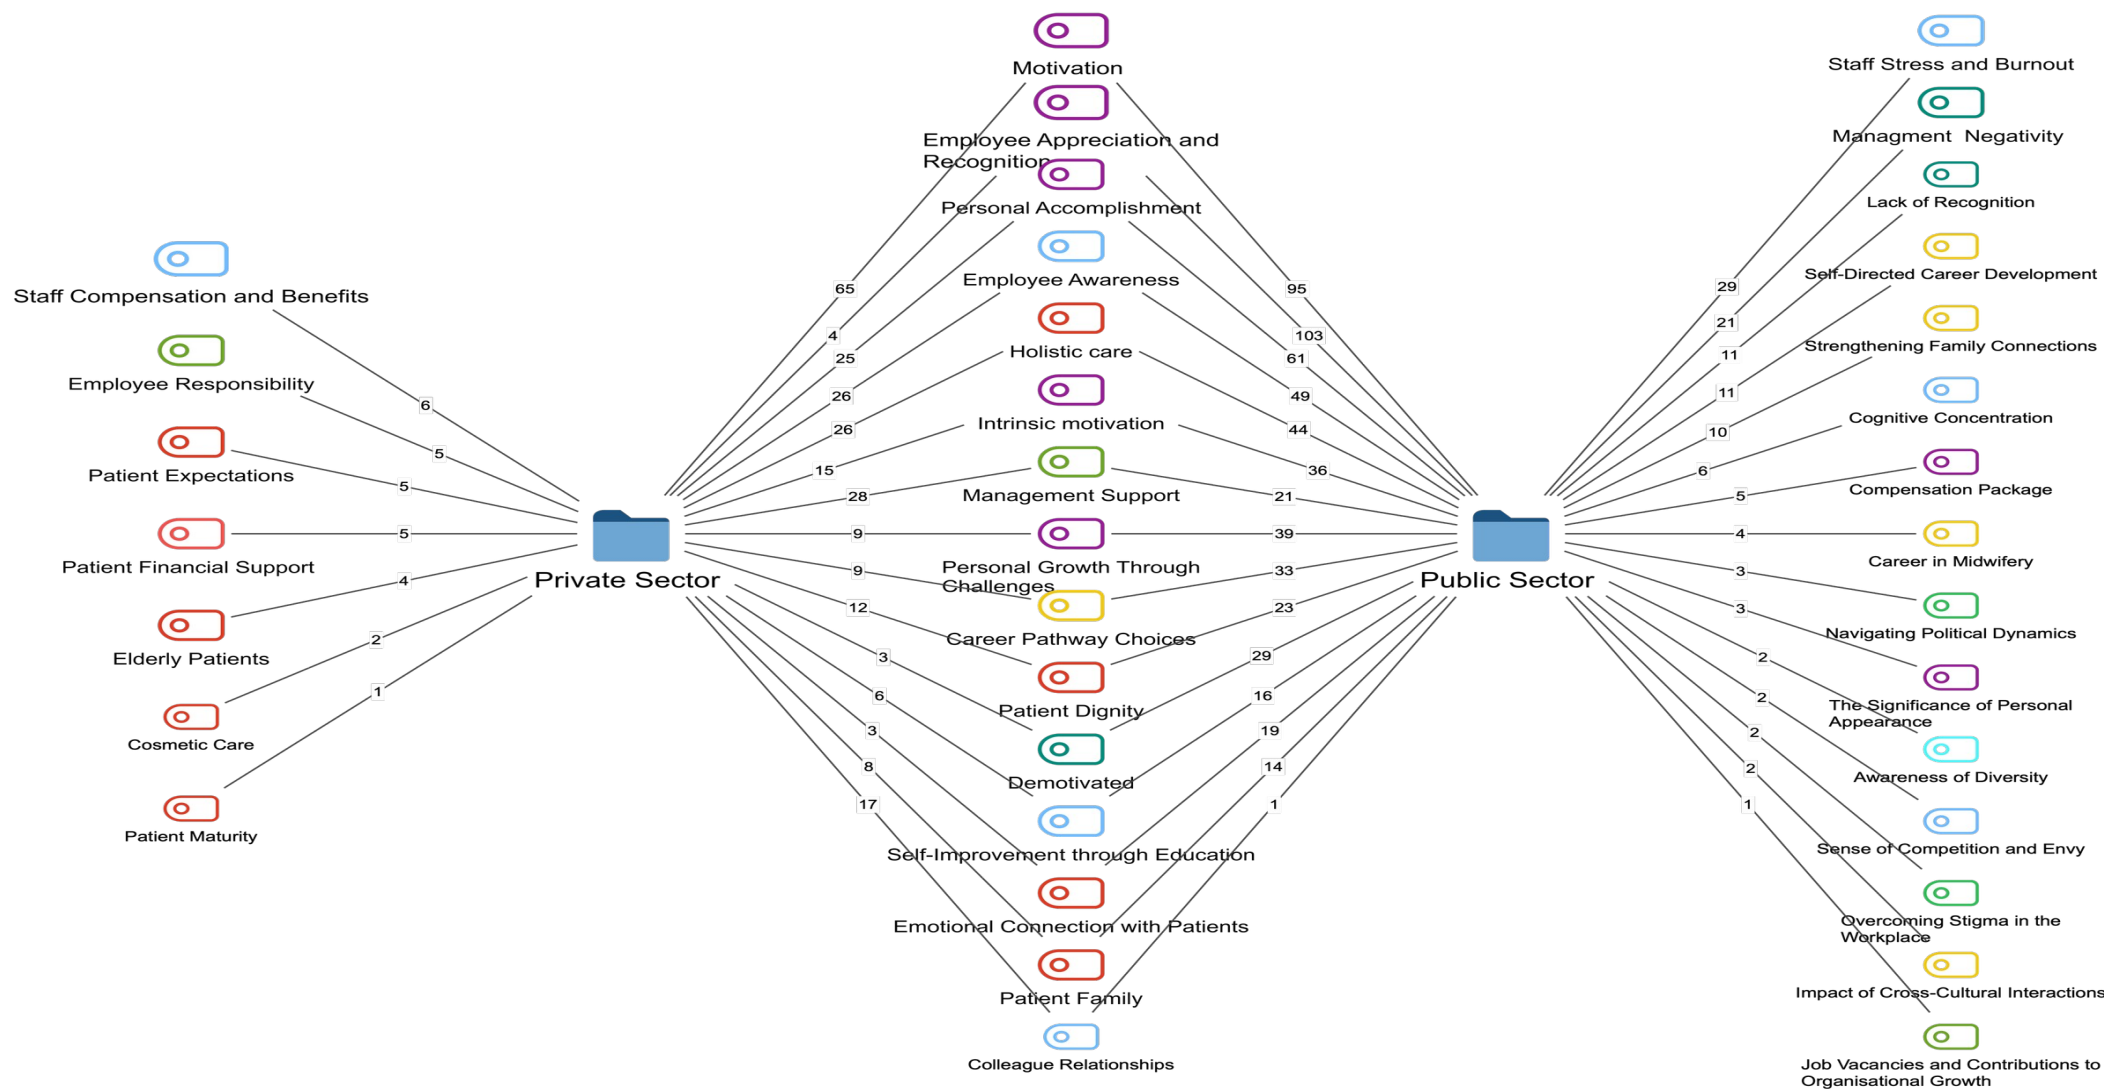 Staff Compensation and Benefits
Employee Responsibility
Patient Expectations
Patient Financial Support
Elderly Patients
Cosmetic Care
Patient Maturity
6
5
5
5
4
2
1
Private Sector
65
4
25
26
26
15
28
9
9
12
3
6
3
8
17
Motivation
Employee Appreciation and
Recognition
Personal Accomplishment
Employee Awareness
Holistic care
Intrinsic motivation
Management Support
Personal Growth Through
Challenges
Career Pathway Choices
Patient Dignity
Demotivated
Self-Improvement through Education
Emotional Connection with Patients
Patient Family
Colleague Relationships
95
103
61
49
44
36
21
39
33
23
29
16
19
14
1
Public Sector
29
21
11
11
10
6
5
4
3
3
2
2
2
2
1
Staff Stress and Burnout
Managment Negativity
Lack of Recognition
Self-Directed Career Development
Strengthening Family Connections
Cognitive Concentration
Compensation Package
Career in Midwifery
Navigating Political Dynamics
The Significance of Personal
Appearance
Awareness of Diversity
Sense of Competition and Envy
Overcoming Stigma in the
Workplace
Impact of Cross-Cultural Interactions
Job Vacancies and Contributions to
Organisational Growth